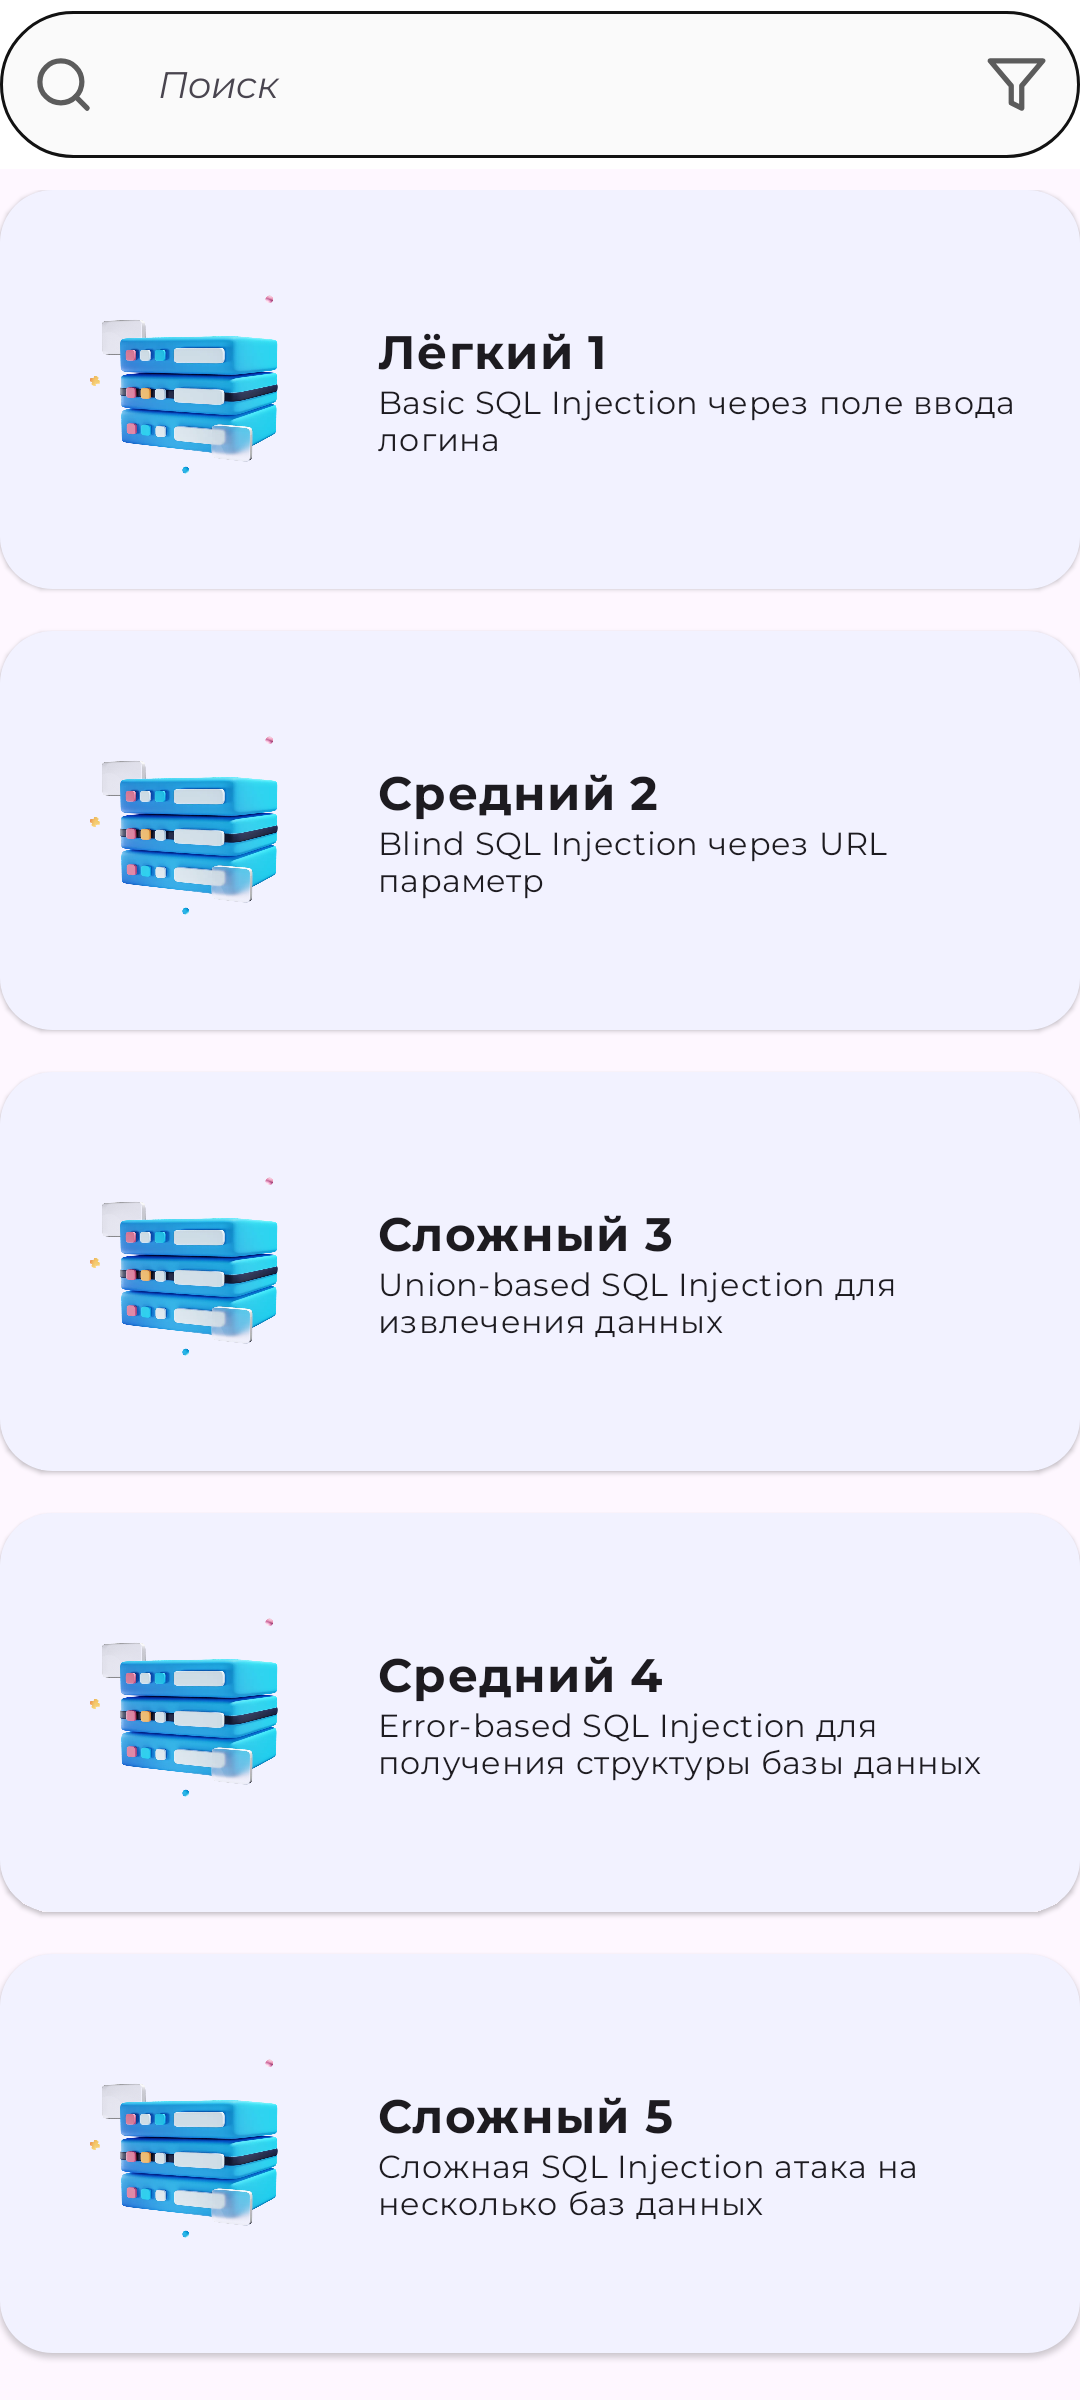 Поиск
Лёгкий 1
Basic SQL Injection через поле ввода
логина
Средний 2
Blind SQL Injection через URL
параметр
Сложный 3
Union-based SQL Injection для
извлечения данных
Средний 4
Error-based SQL Injection для
получения структуры базы данных
Сложный 5
Сложная SQL Injection атака на
несколько баз данных